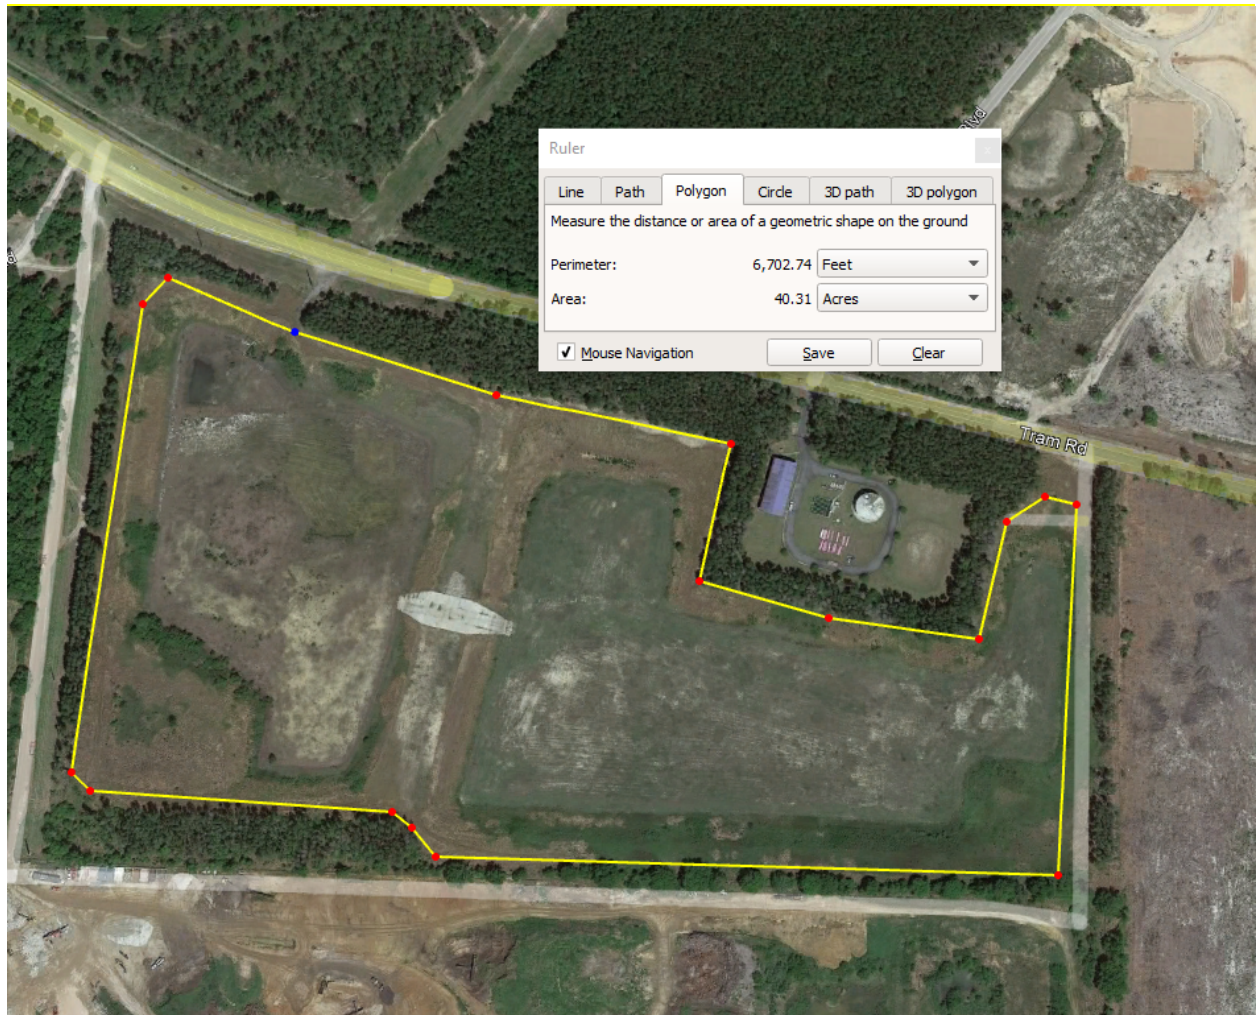 Blvd
Ruler
Line Path Polygon Circle 3D path 3D polygon
Measure the distance or area of a geometric shape on the ground
Perimeter: 6,702.74 Feet
Area: 40.31 Acres
Mouse Navigation Save Clear
Tram Rd